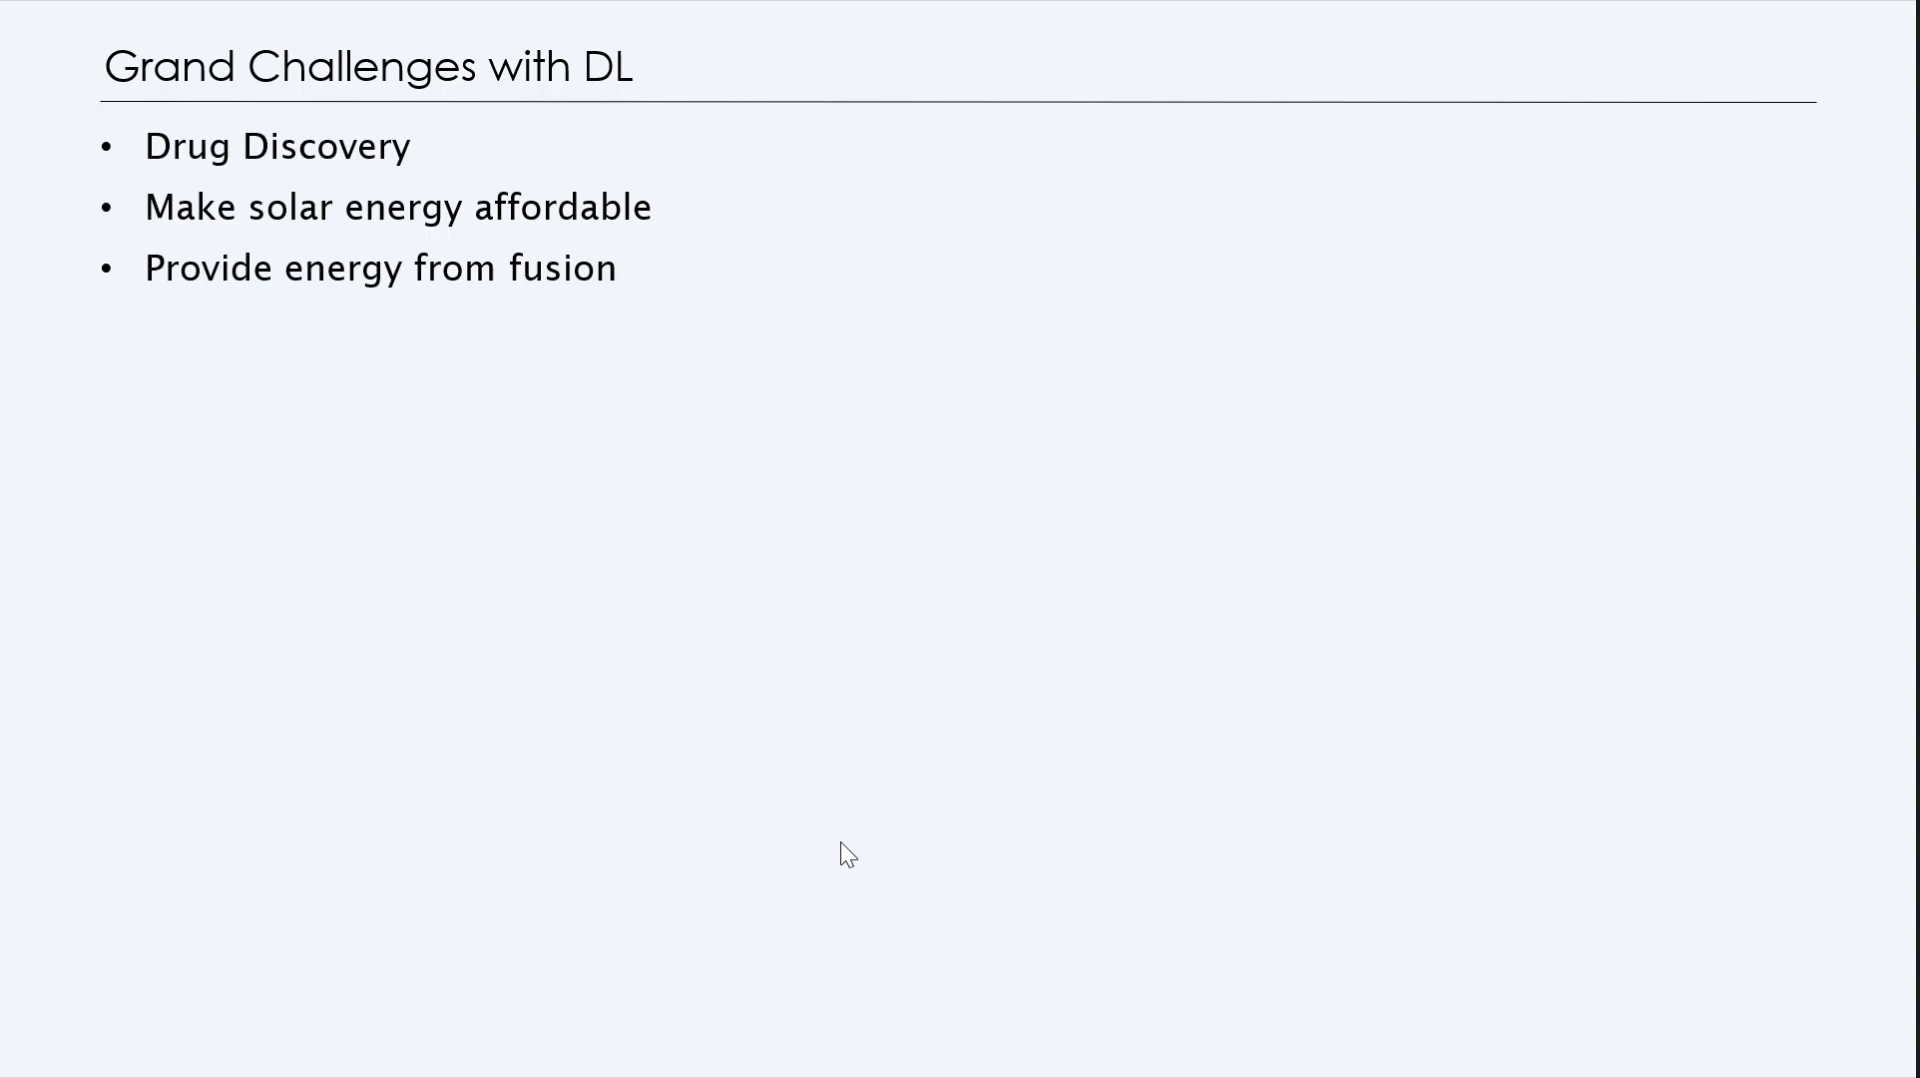 Grand Challenges with DL
• Drug Discovery
• Make solar energy affordable
• Provide energy from fusion